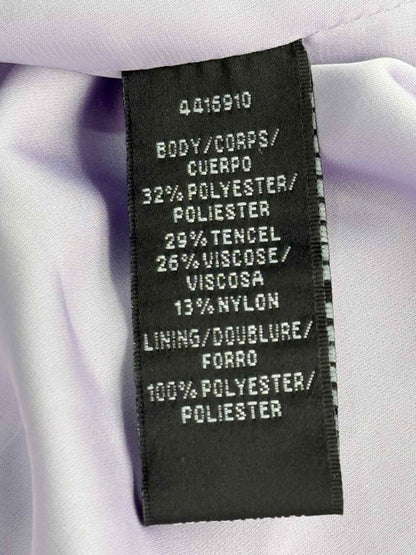 4416910
BODY/CORPS/
CUERPO
32% POLYESTER/
POLIESTER
29% TENCEL
26% VISCOSE/
VISCOSA
13% NYLON
LINING/DOUBLURE/
FORRO
100% POLYESTER/
POLIESTER